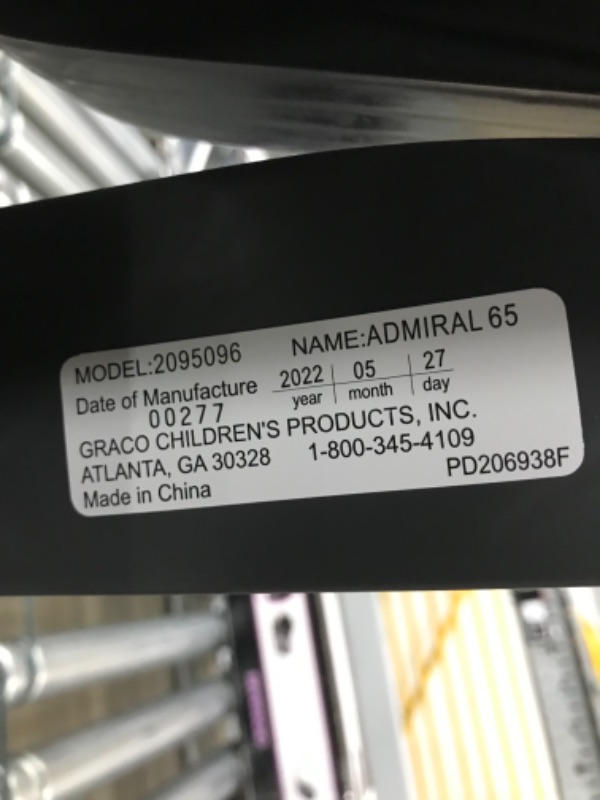 MODEL:2095096 NAME:ADMIRAL 65
Date of Manufacture 2022 05 27
00277 year month day
GRACO CHILDREN'S PRODUCTS, INC.
ATLANTA, GA 30328 1-800-345-4109
Made in China PD206938F